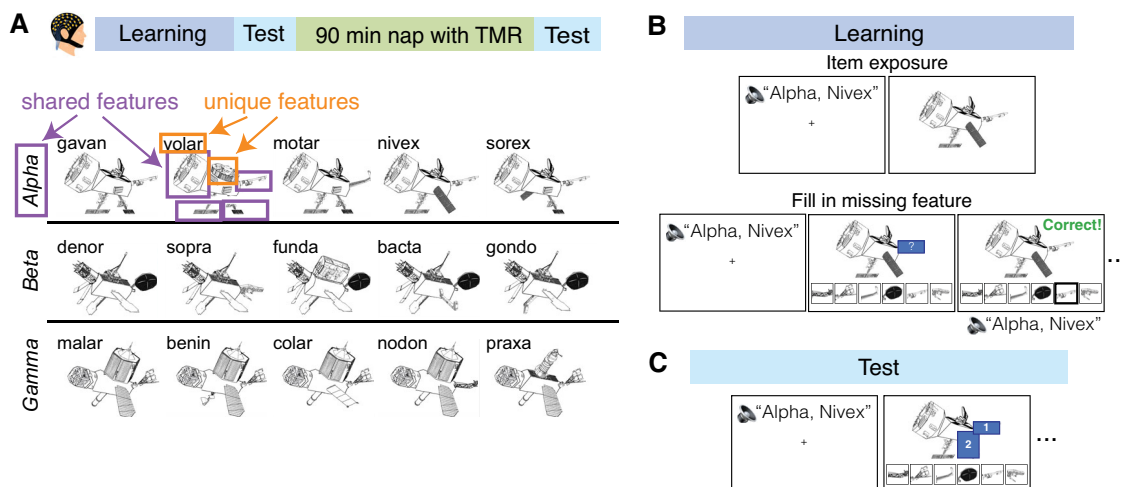 A
Learning
Test
90 min nap with TMR
Test
shared features
unique features
Alpha
gavan
volar
motar
nivex
sorex
Beta
denor
sopra
funda
bacta
gondo
Gamma
malar
benin
colar
nodon
praxa
B
Learning
Item exposure
“Alpha, Nivex”
+
Fill in missing feature
“Alpha, Nivex”
+
?
Correct!
...
“Alpha, Nivex”
C
Test
“Alpha, Nivex”
+
1
2
...